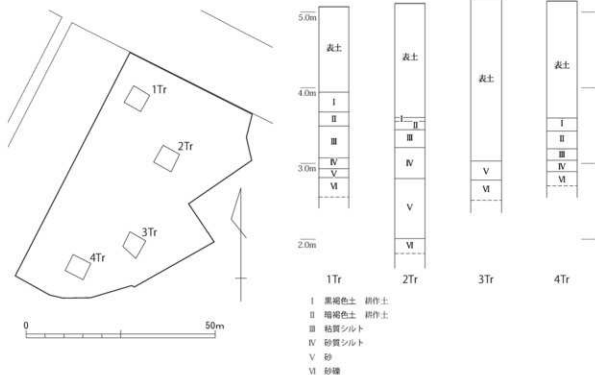 1Tr
2Tr
3Tr
4Tr
0 50m
5.0m
4.0m
3.0m
2.0m
表土
Ⅰ
Ⅱ
Ⅲ
Ⅳ
Ⅴ
Ⅵ
1Tr
表土
Ⅰ
Ⅱ
Ⅲ
Ⅳ
Ⅴ
Ⅵ
2Tr
表土
Ⅴ
Ⅵ
3Tr
表土
Ⅰ
Ⅱ
Ⅲ
Ⅳ
Ⅵ
4Tr
Ⅰ 黒褐色土 耕作土
Ⅱ 暗褐色土 耕作土
Ⅲ 粘質シルト
Ⅳ 砂質シルト
Ⅴ 砂
Ⅵ 砂礫